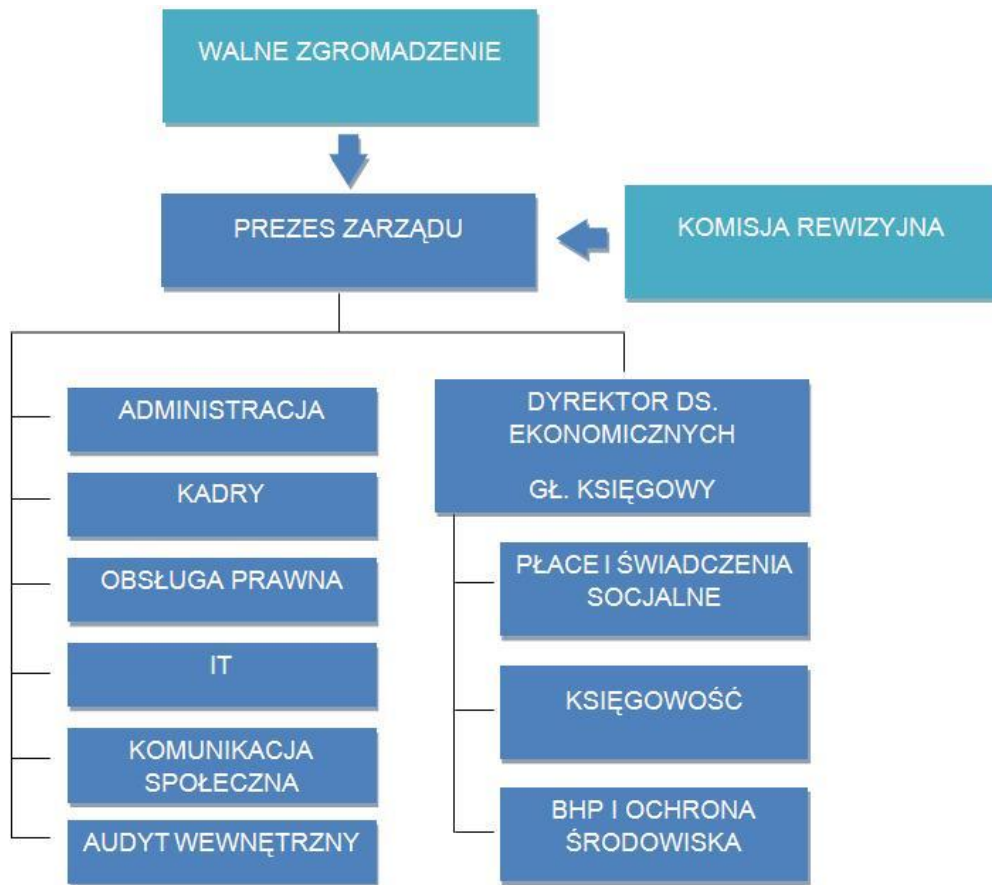 WALNE ZGROMADZENIE
PREZES ZARZĄDU
KOMISJA REWIZYJNA
ADMINISTRACJA
KADRY
OBSŁUGA PRAWNA
IT
KOMUNIKACJA
SPOŁECZNA
AUDYT WEWNĘTRZNY
DYREKTOR DS.
EKONOMICZNYCH
GŁ. KSIĘGOWY
PŁACE I ŚWIADCZENIA
SOCJALNE
KSIĘGOWOŚĆ
BHP I OCHRONA
ŚRODOWISKA